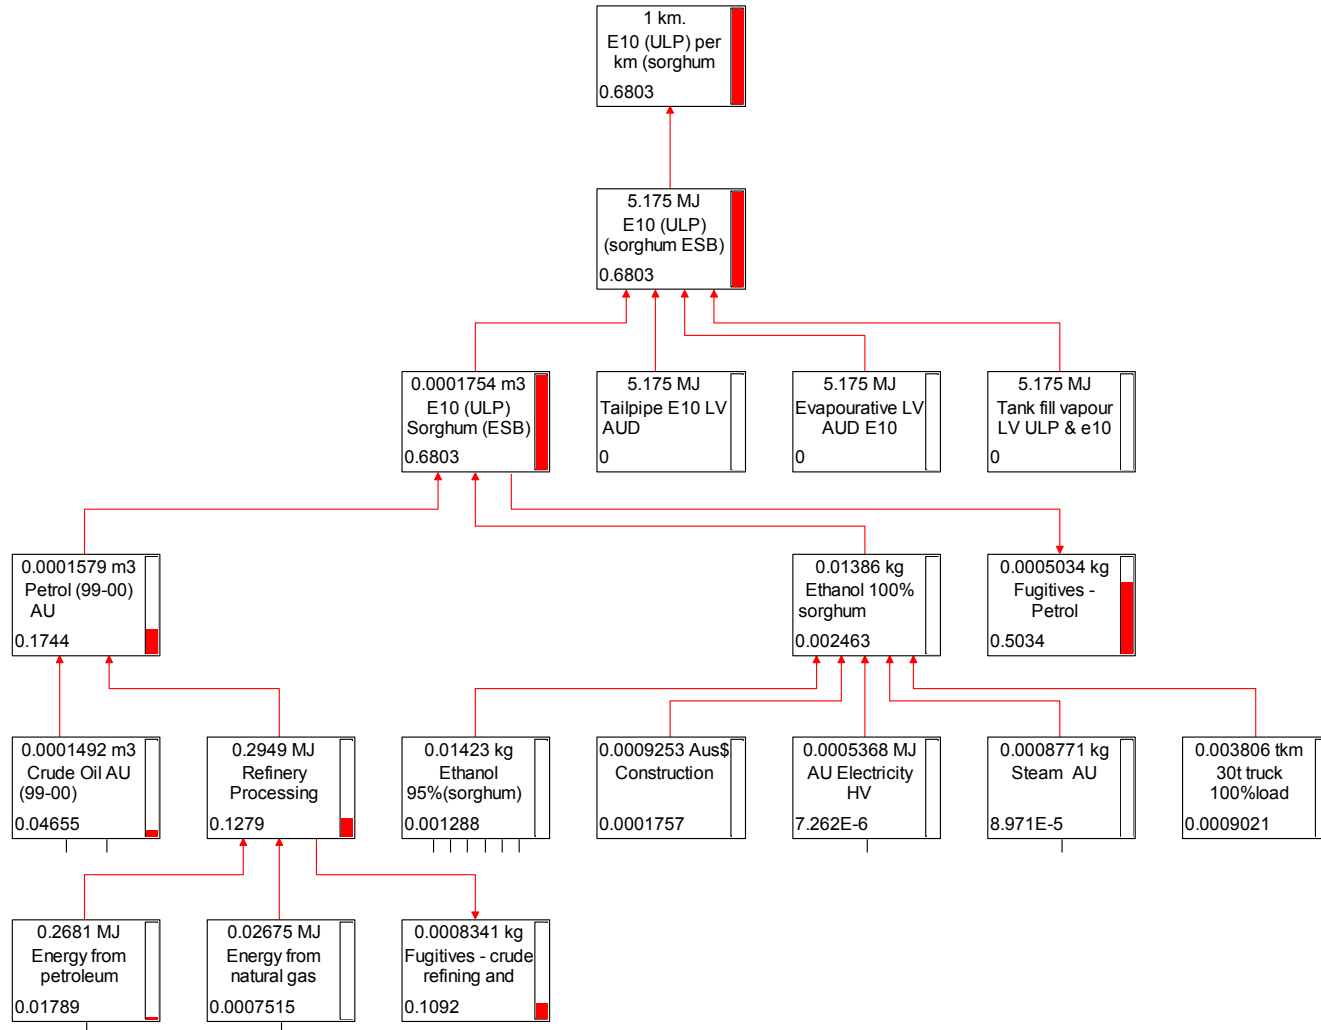 1 km.
E10 (ULP) per
km (sorghum
0.6803
5.175 MJ
E10 (ULP)
(sorghum ESB)
0.6803
0.0001754 m3
E10 (ULP)
Sorghum (ESB)
0.6803
5.175 MJ
Tailpipe E10 LV
AUD
0
5.175 MJ
Evapourative LV
AUD E10
0
5.175 MJ
Tank fill vapour
LV ULP & e10
0
0.0001579 m3
Petrol (99-00)
AU
0.1744
0.01386 kg
Ethanol 100%
sorghum
0.002463
0.0005034 kg
Fugitives -
Petrol
0.5034
0.0001492 m3
Crude Oil AU
(99-00)
0.04655
0.2949 MJ
Refinery
Processing
0.1279
0.01423 kg
Ethanol
95%(sorghum)
0.001288
0.0009253 Aus$
Construction
0.0001757
0.0005368 MJ
AU Electricity
HV
7.262E-6
0.0008771 kg
Steam  AU
8.971E-5
0.003806 tkm
30t truck
100%load
0.0009021
0.2681 MJ
Energy from
petroleum
0.01789
0.02675 MJ
Energy from
natural gas
0.0007515
0.0008341 kg
Fugitives - crude
refining and
0.1092